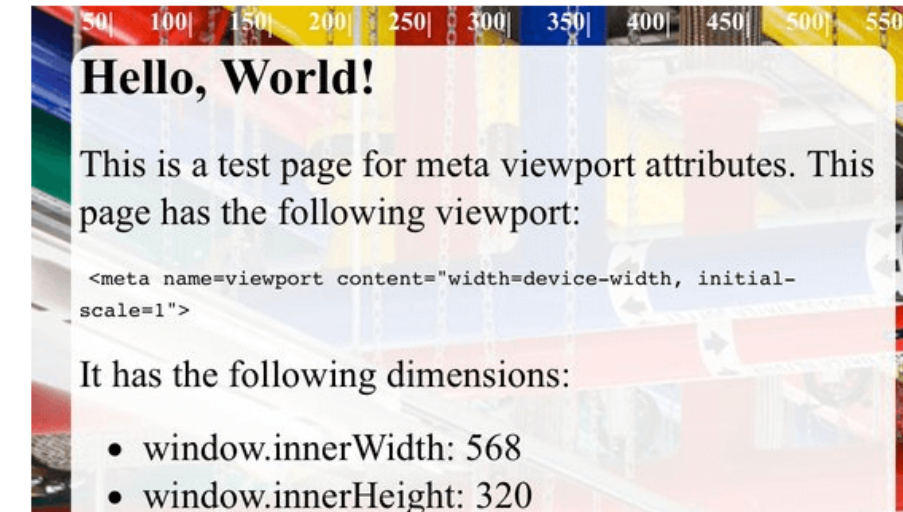 50| 100| 150| 200| 250| 300| 350| 400| 450| 500| 550
Hello, World!
This is a test page for meta viewport attributes. This
page has the following viewport:
<meta name=viewport content="width=device-width, initial-
scale=1">
It has the following dimensions:
• window.innerWidth: 568
• window.innerHeight: 320